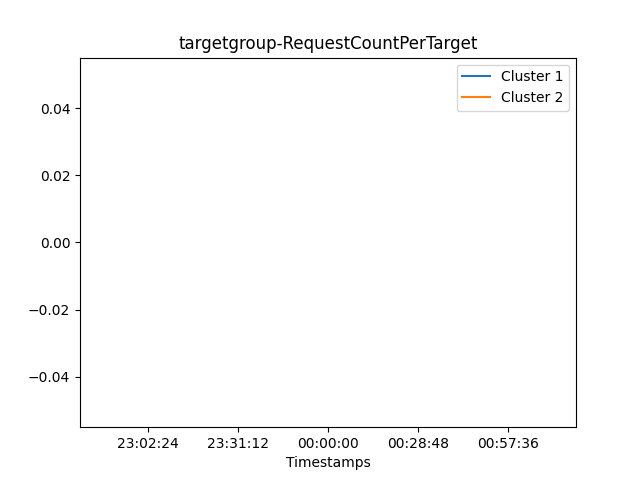 targetgroup-RequestCountPerTarget
Cluster 1
Cluster 2
0.04
0.02
0.00
−0.02
−0.04
23:02:24 23:31:12 00:00:00 00:28:48 00:57:36
Timestamps